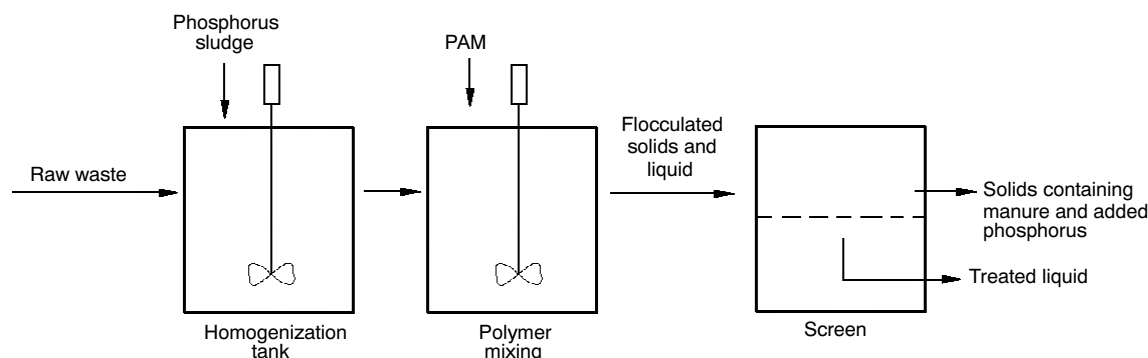 Phosphorus
sludge
PAM
Raw waste
Flocculated
solids and
liquid
Solids containing
manure and added
phosphorus
Treated liquid
Homogenization
tank
Polymer
mixing
Screen